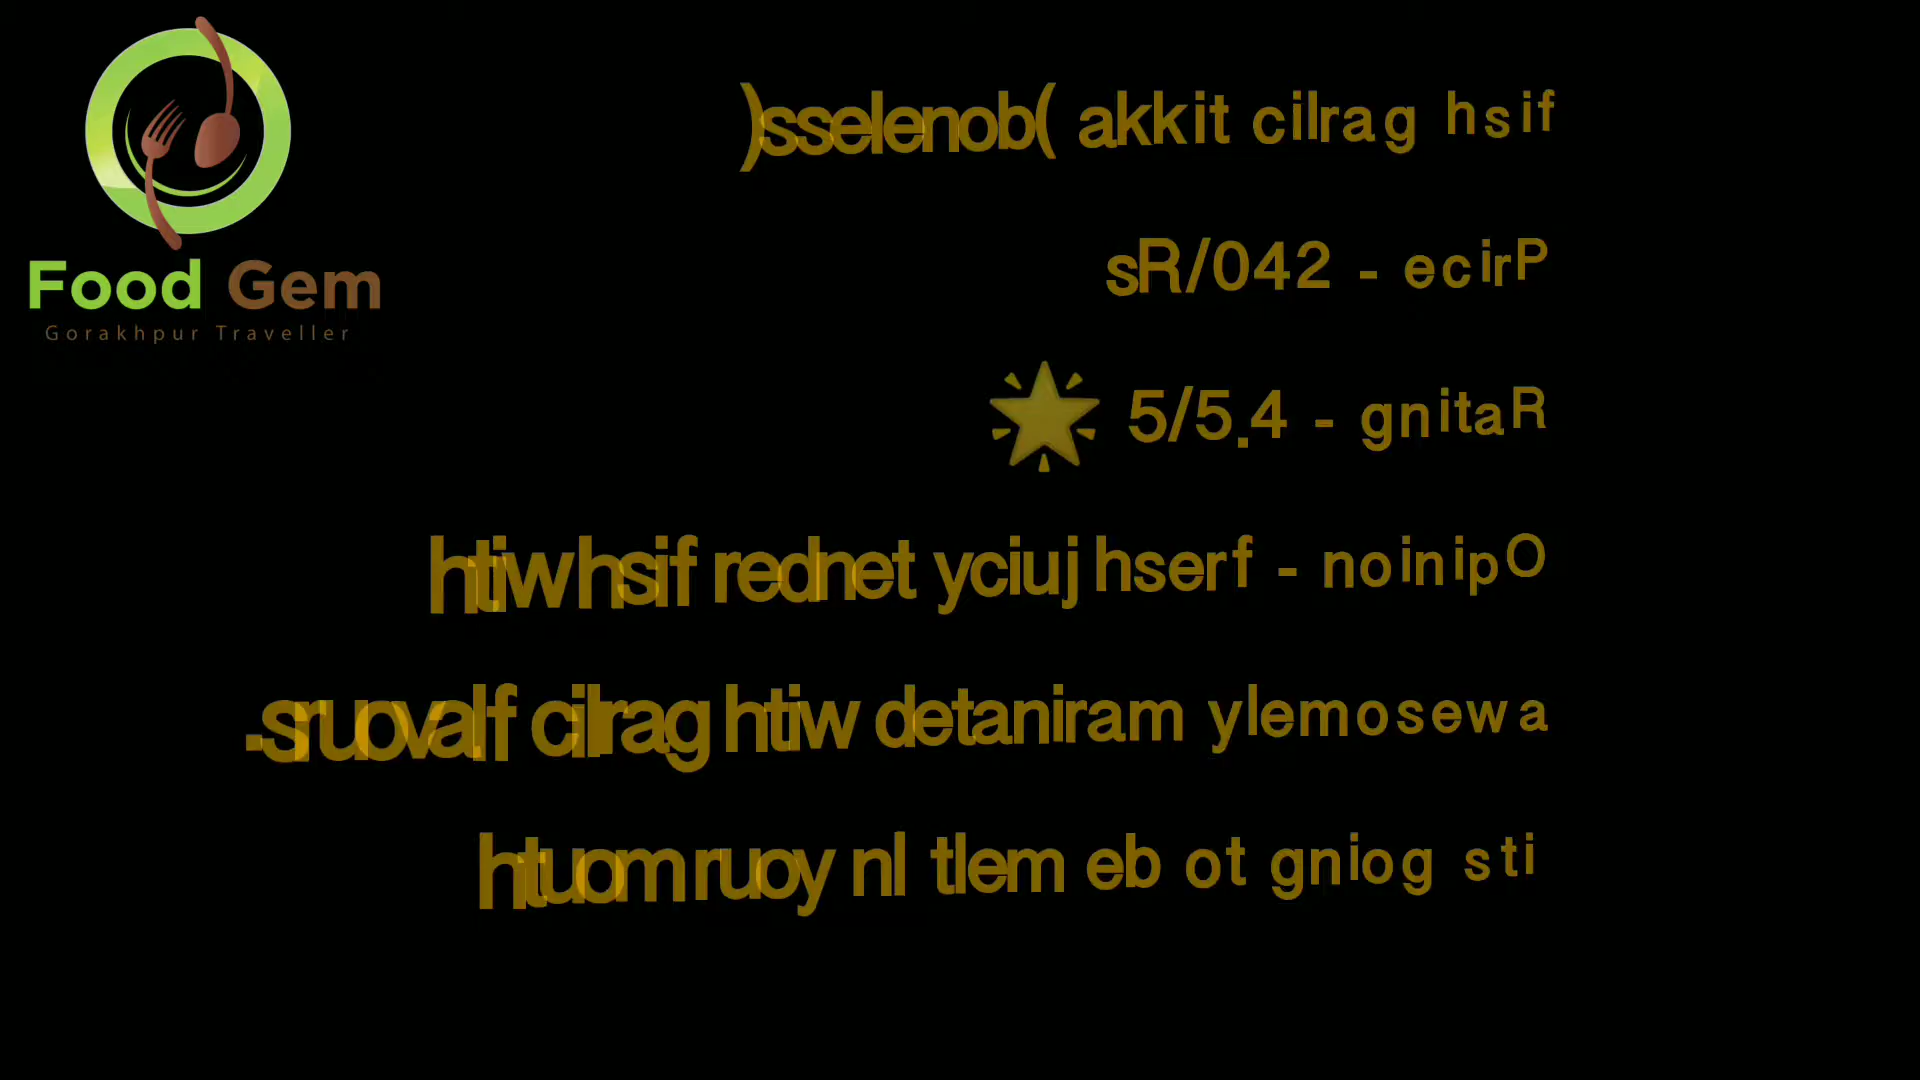 Food Gem
Gorakhpur Traveller
)sselenob( akkit cilrag hsif
sR/042 - ecirP
5/5.4 - gnitaR
htiw hsif rednet yciuj hserf - noinipO
.sruovalf cilrag htiw detaniram ylemosewa
htuom ruoy nI tlem eb ot gniog sti